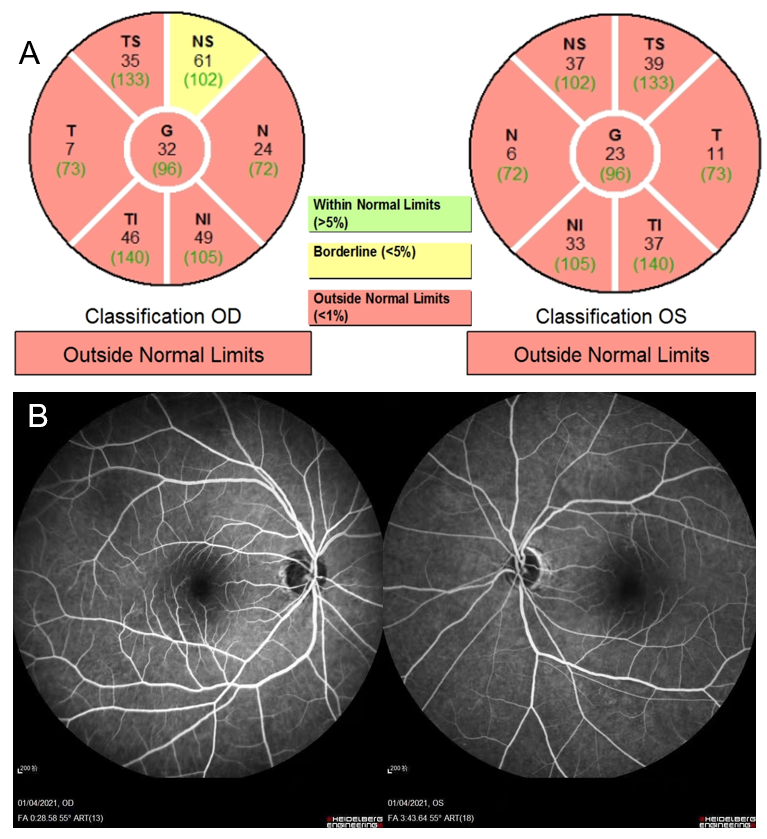 A
TS
35
(133)
NS
61
(102)
T
7
(73)
G
32
(96)
N
24
(72)
TI
46
(140)
NI
49
(105)
Classification OD
Outside Normal Limits
Within Normal Limits
(>5%)
Borderline (<5%)
Outside Normal Limits
(<1%)
NS
37
(102)
TS
39
(133)
N
6
(72)
G
23
(96)
T
11
(73)
NI
33
(105)
TI
37
(140)
Classification OS
Outside Normal Limits
B
200
01/04/2021, OD
FA 0:28.58 55° ART(13)
HEIDELBERG
ENGINEERING
200
01/04/2021, OS
FA 3:43.64 55° ART(18)
HEIDELBERG
ENGINEERING